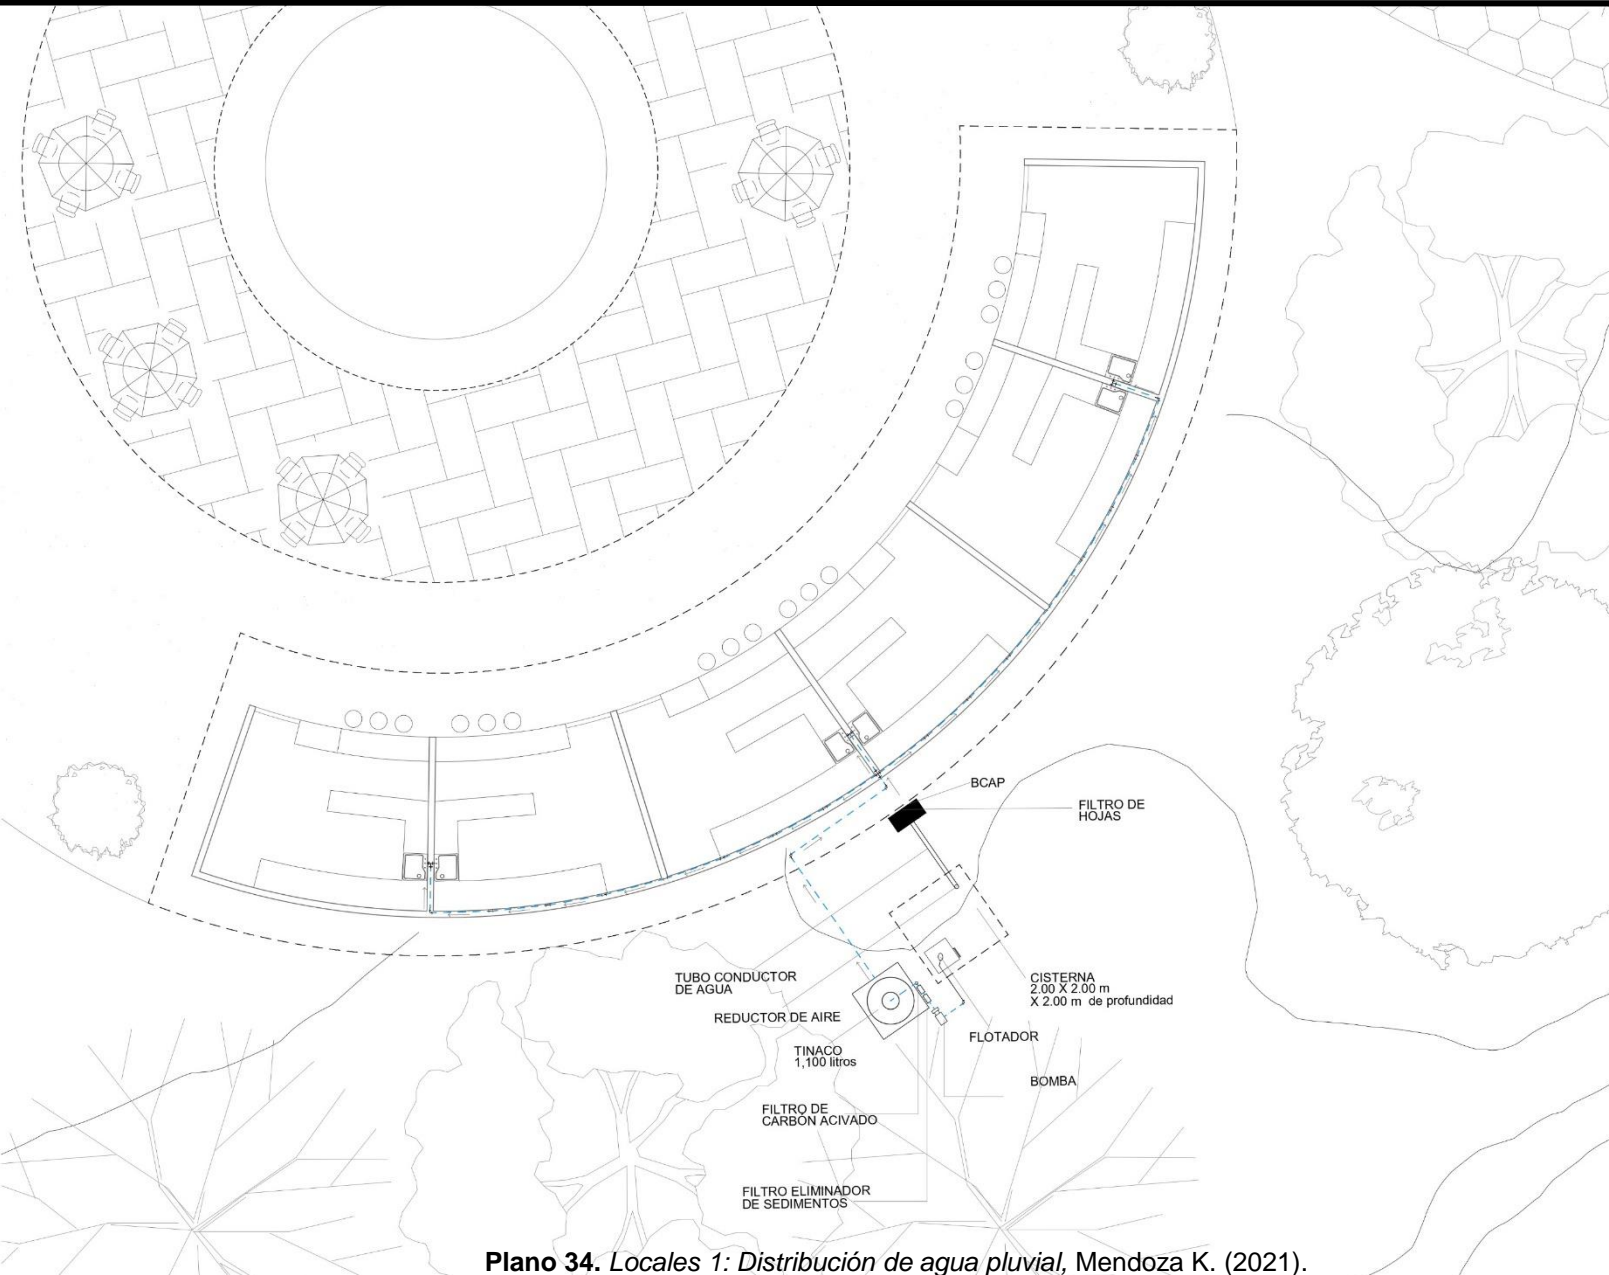 BCAP
FILTRO DE
HOJAS
TUBO CONDUCTOR
DE AGUA
CISTERNA
2.00 X 2.00 m
X 2.00 m de profundidad
REDUCTOR DE AIRE
FLOTADOR
TINACO
1,100 litros
BOMBA
FILTRO DE
CARBÓN ACIVADO
FILTRO ELIMINADOR
DE SEDIMENTOS
Plano 34. Locales 1: Distribución de agua pluvial, Mendoza K. (2021).